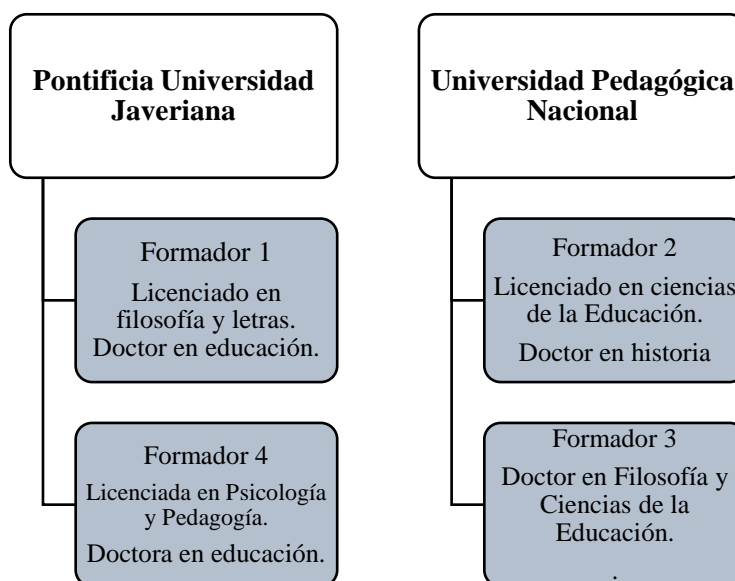 Pontificia Universidad
Javeriana
Formador 1
Licenciado en
filosofía y letras.
Doctor en educación.
Formador 4
Licenciada en Psicología
y Pedagogía.
Doctora en educación.
Universidad Pedagógica
Nacional
Formador 2
Licenciado en ciencias
de la Educación.
Doctor en historia
Formador 3
Doctor en Filosofía y
Ciencias de la
Educación.
.